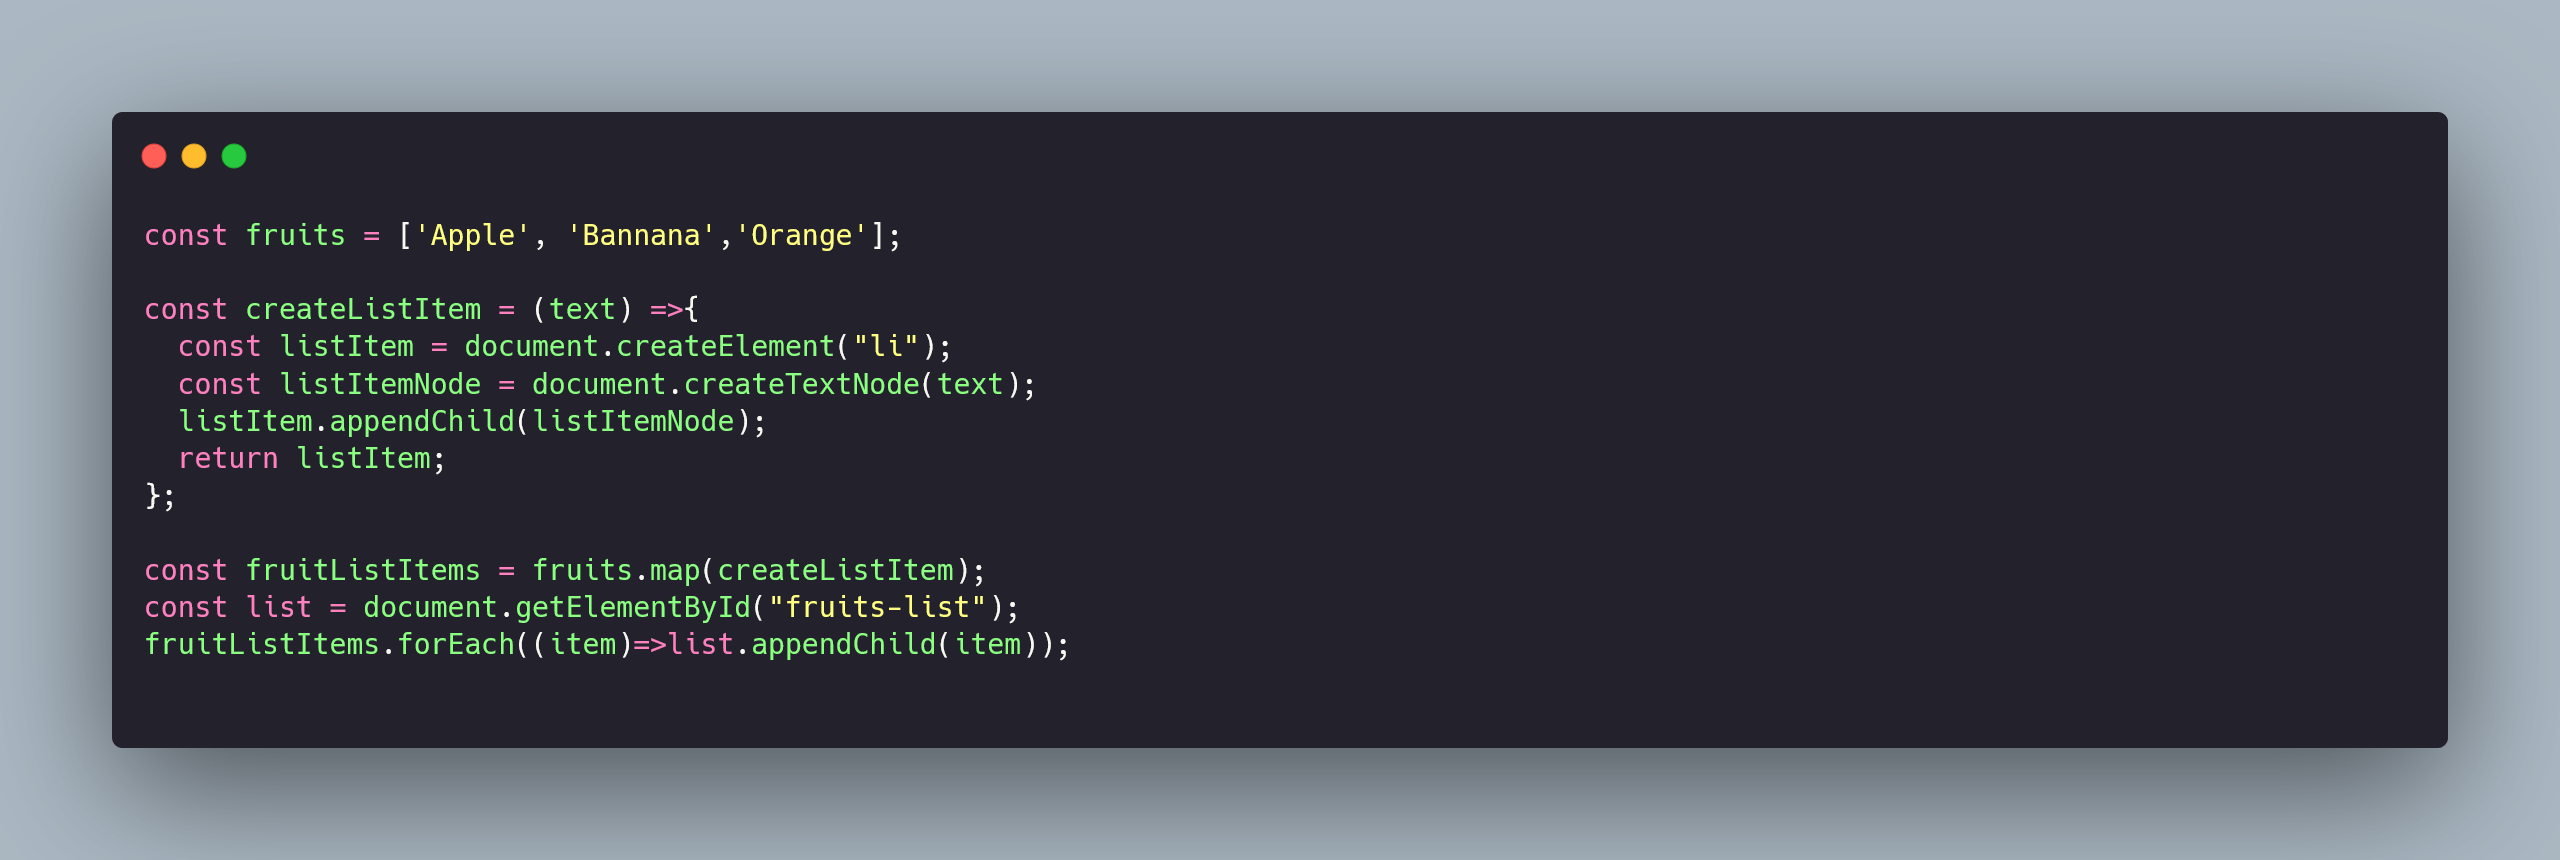 const fruits = ['Apple', 'Bannana','Orange'];
const createListItem = (text) =>{
  const listItem = document.createElement("li");
  const listItemNode = document.createTextNode(text);
  listItem.appendChild(listItemNode);
  return listItem;
};
const fruitListItems = fruits.map(createListItem);
const list = document.getElementById("fruits-list");
fruitListItems.forEach((item)=>list.appendChild(item));